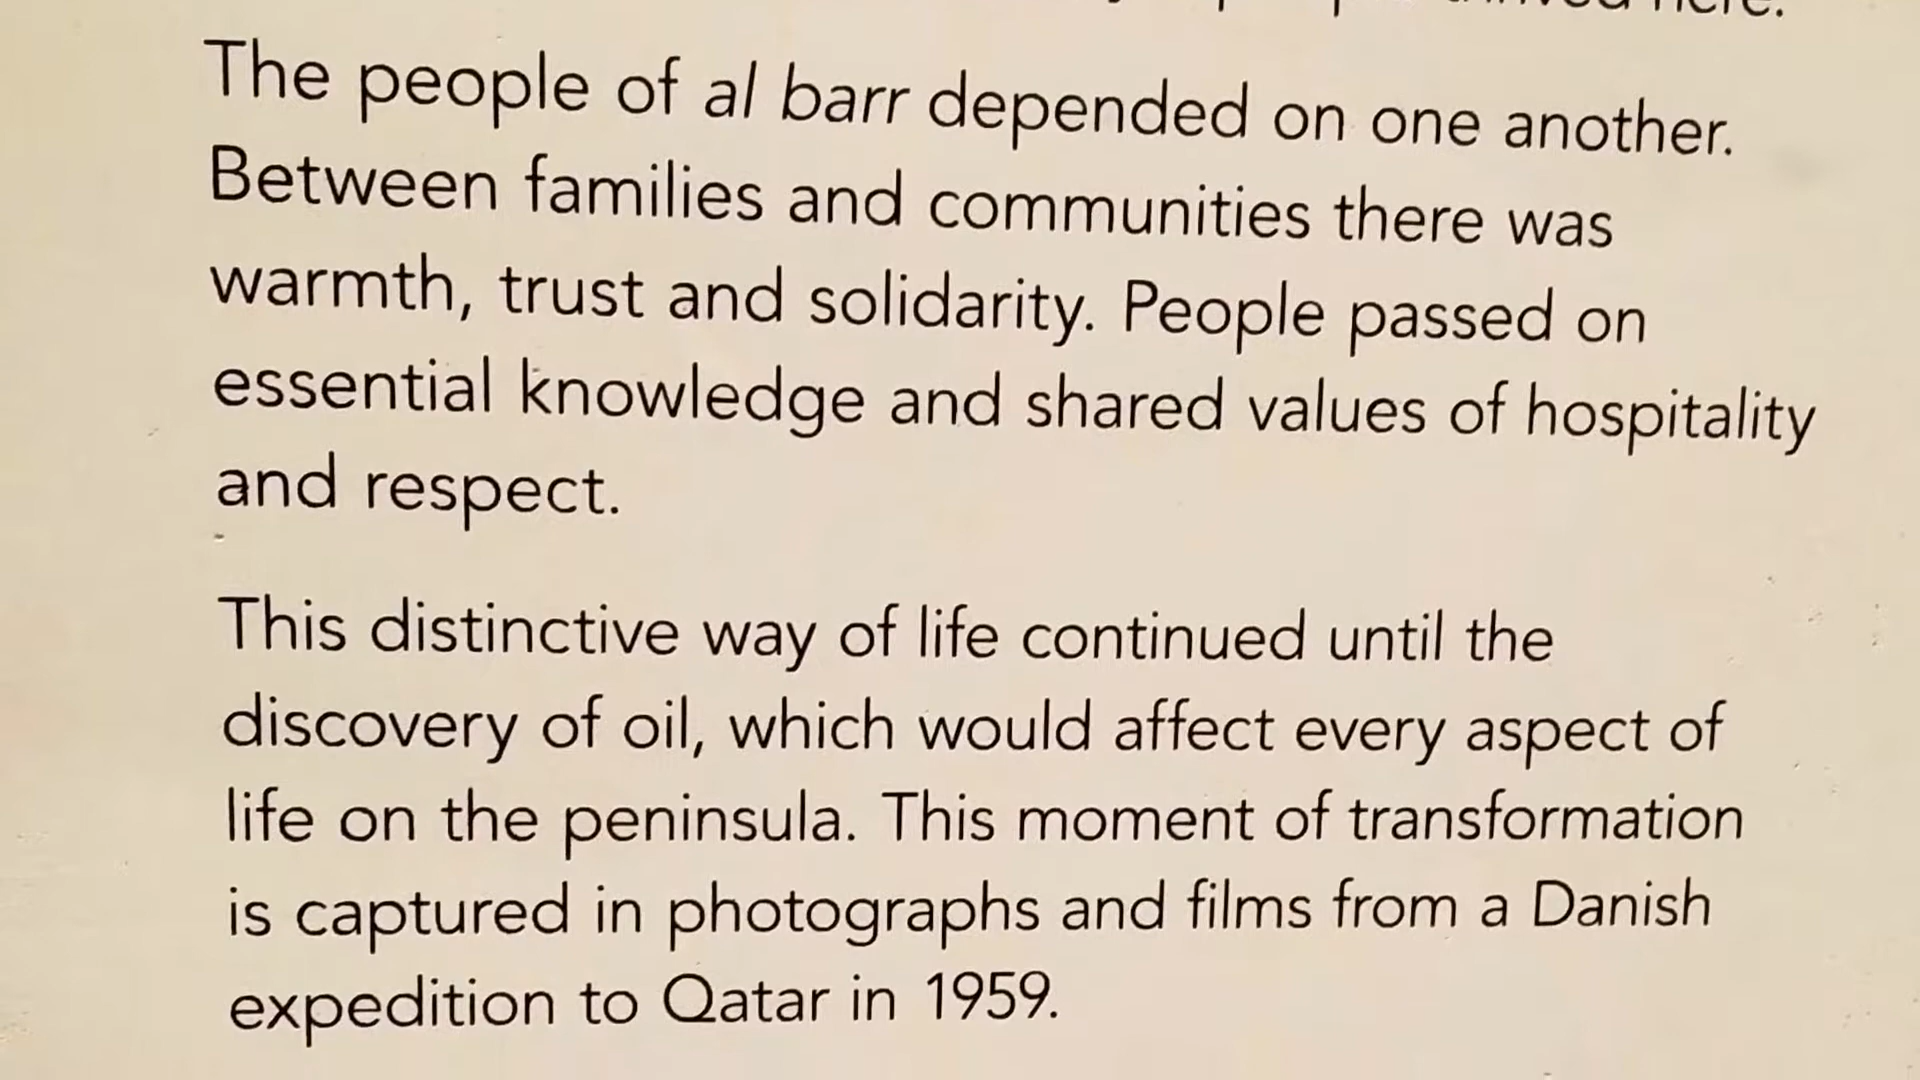 here.
The people of al barr depended on one another.
Between families and communities there was
warmth, trust and solidarity. People passed on
essential knowledge and shared values of hospitality
and respect.
This distinctive way of life continued until the
discovery of oil, which would affect every aspect of
life on the peninsula. This moment of transformation
is captured in photographs and films from a Danish
expedition to Qatar in 1959.